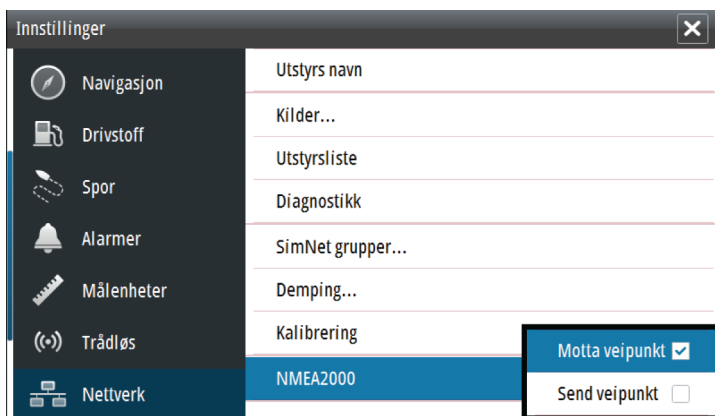 Innstillinger
Navigasjon
Drivstoff
Spor
Alarmer
Målenheter
Trådløs
Nettverk
Utstyrs navn
Kilder...
Utstyrsliste
Diagnostikk
SimNet grupper...
Demping...
Kalibrering
NMEA2000
Motta veipunkt
Send veipunkt